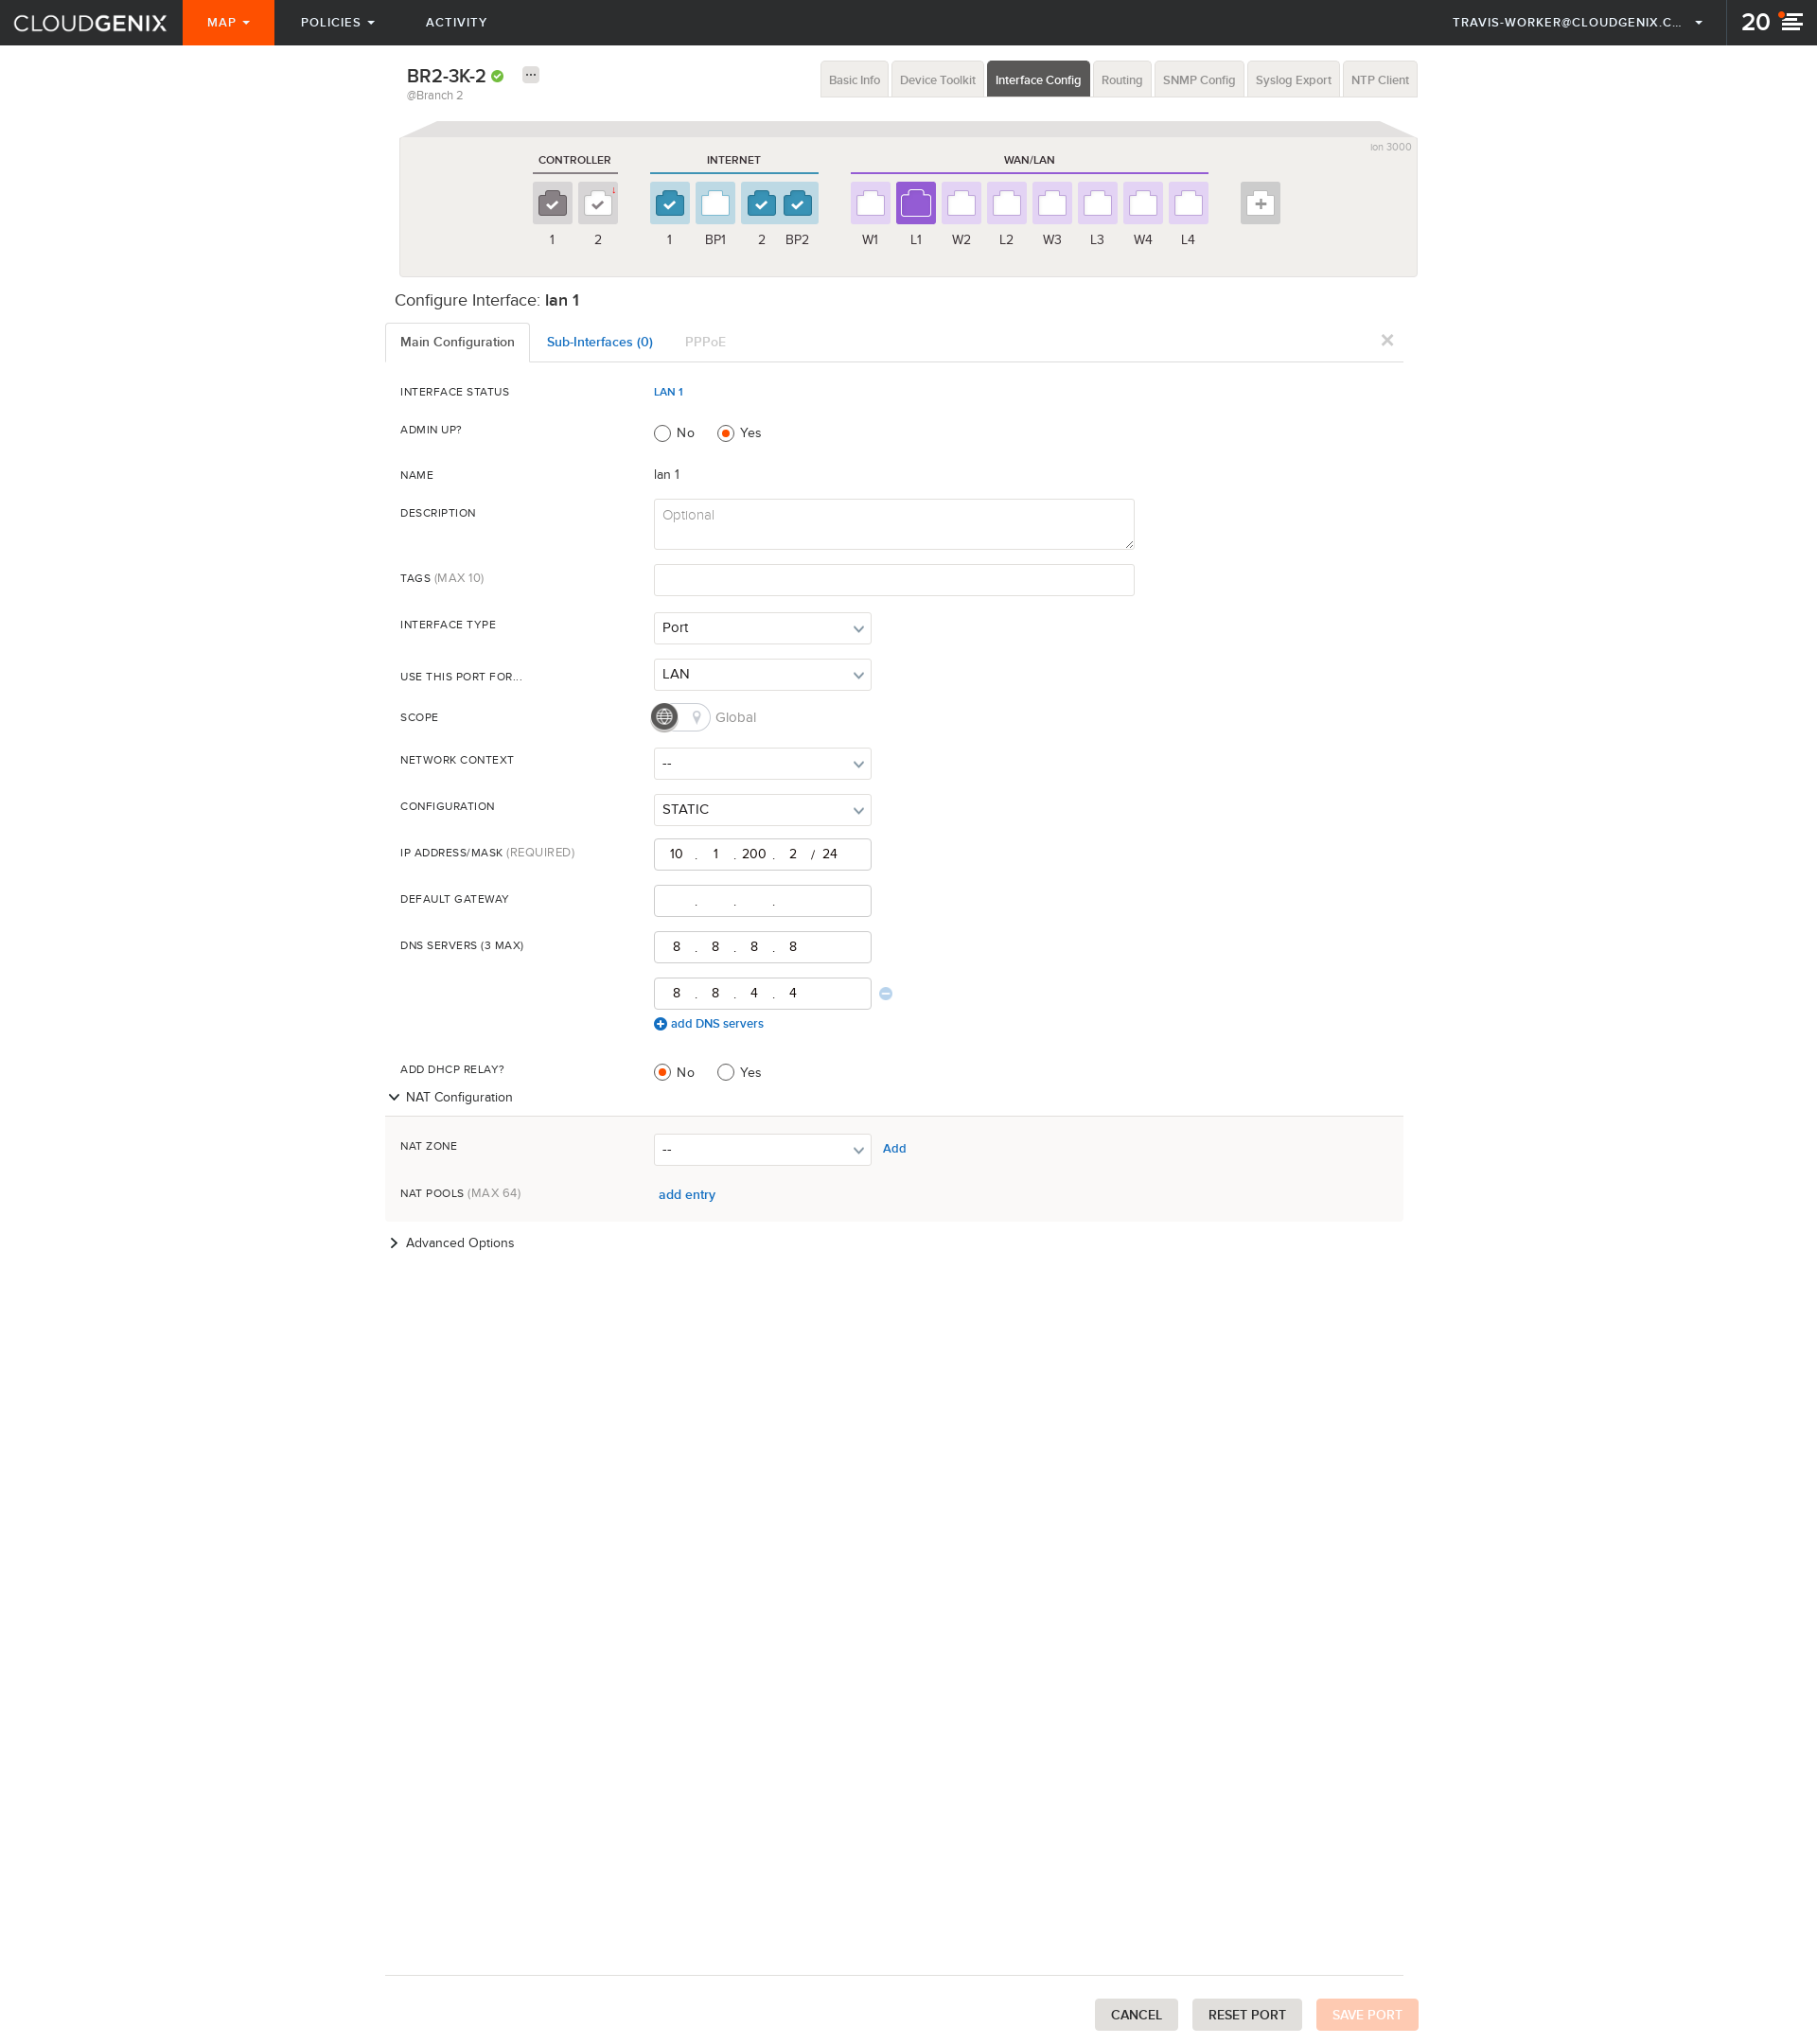 CLOUDGENIX MAP POLICIES ACTIVITY TRAVIS-WORKER@CLOUDGENIX.C... 20
BR2-3K-2
@Branch 2
Basic Info Device Toolkit Interface Config Routing SNMP Config Syslog Export NTP Client
ion 3000
CONTROLLER INTERNET WAN/LAN
1 2 1 BP1 2 BP2 W1 L1 W2 L2 W3 L3 W4 L4
Configure Interface: lan 1
Main Configuration Sub-Interfaces (0) PPPoE
INTERFACE STATUS LAN 1
ADMIN UP? No Yes
NAME lan 1
DESCRIPTION Optional
TAGS (MAX 10)
INTERFACE TYPE Port
USE THIS PORT FOR... LAN
SCOPE Global
NETWORK CONTEXT --
CONFIGURATION STATIC
IP ADDRESS/MASK (REQUIRED) 10 . 1 . 200 . 2 / 24
DEFAULT GATEWAY . . .
DNS SERVERS (3 MAX) 8 . 8 . 8 . 8
8 . 8 . 4 . 4
add DNS servers
ADD DHCP RELAY? No Yes
NAT Configuration
NAT ZONE -- Add
NAT POOLS (MAX 64) add entry
Advanced Options
CANCEL RESET PORT SAVE PORT